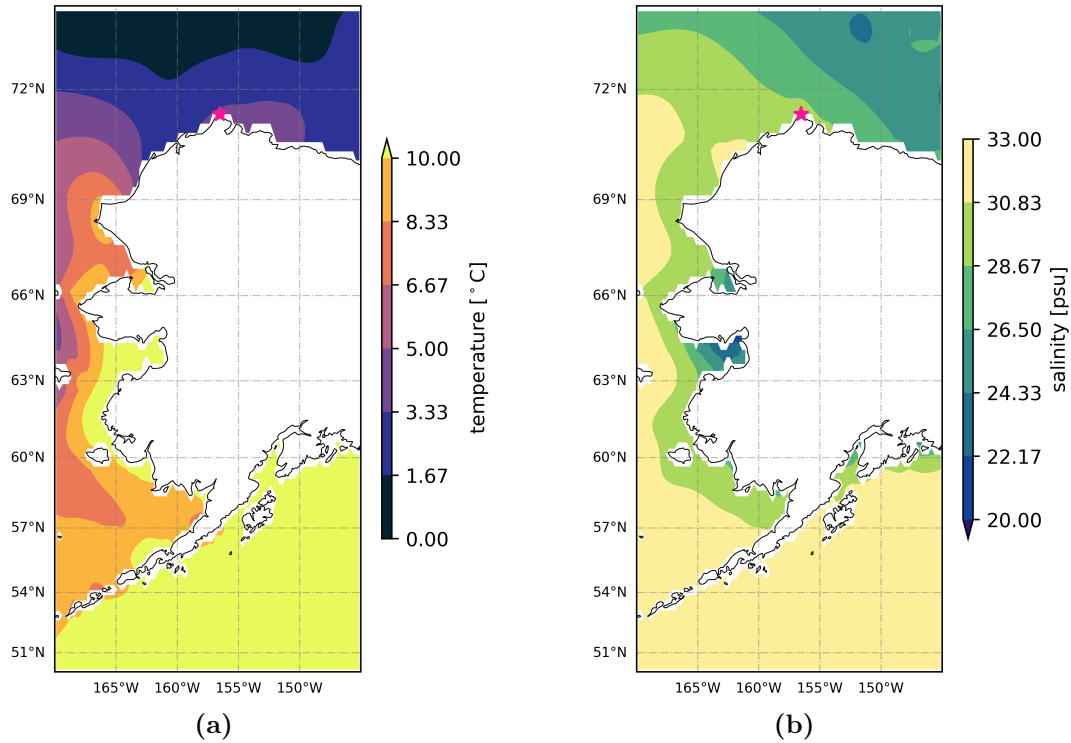 72°N
69°N
66°N
63°N
60°N
57°N
54°N
51°N
165°W 160°W 155°W 150°W
10.00
8.33
6.67
5.00
3.33
1.67
0.00
temperature [°C]
(a)
72°N
69°N
66°N
63°N
60°N
57°N
54°N
51°N
165°W 160°W 155°W 150°W
33.00
30.83
28.67
26.50
24.33
22.17
20.00
salinity [psu]
(b)